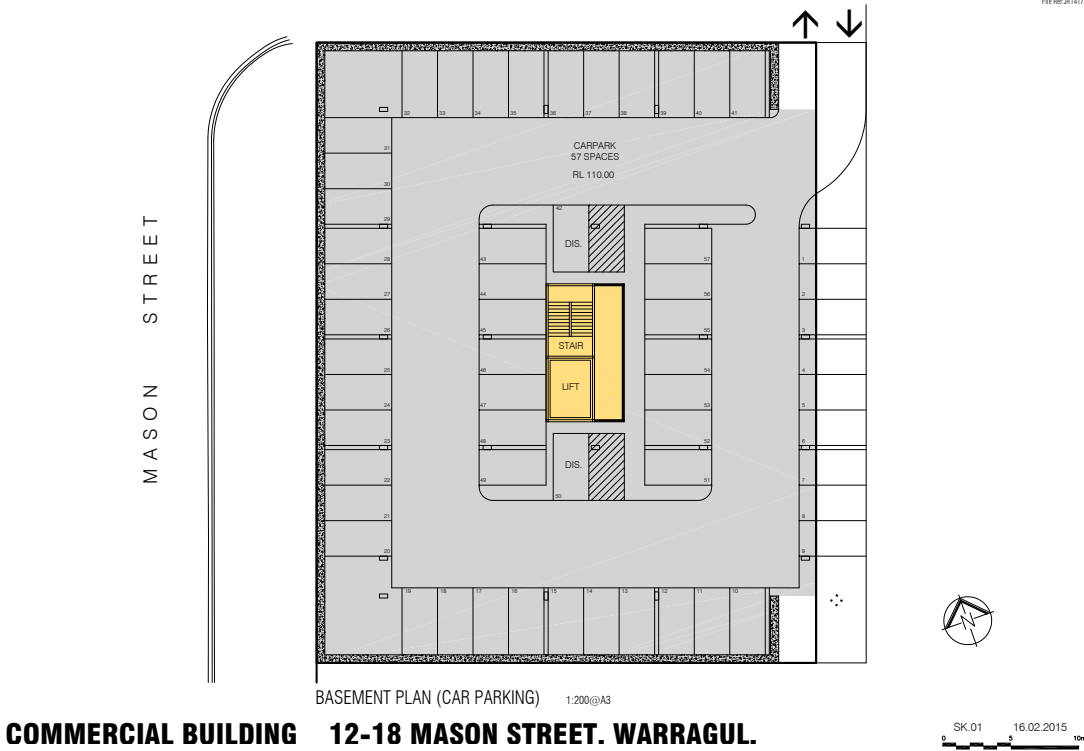 File Ref:JR1417
32 33 34 35 36 37 38 39 40 41
CARPARK
57 SPACES
RL 110.00
31
30
29
28
27
26
25
24
23
22
21
20
42
DIS.
43
44
45
46
47
48
49
STAIR
LIFT
DIS.
50
57
56
55
54
53
52
51
1
2
3
4
5
6
7
8
9
19 18 17 16 15 14 13 12 11 10
MASON STREET
N
BASEMENT PLAN (CAR PARKING) 1:200@A3
COMMERCIAL BUILDING 12-18 MASON STREET. WARRAGUL.
SK.01 16.02.2015
0 5 10m